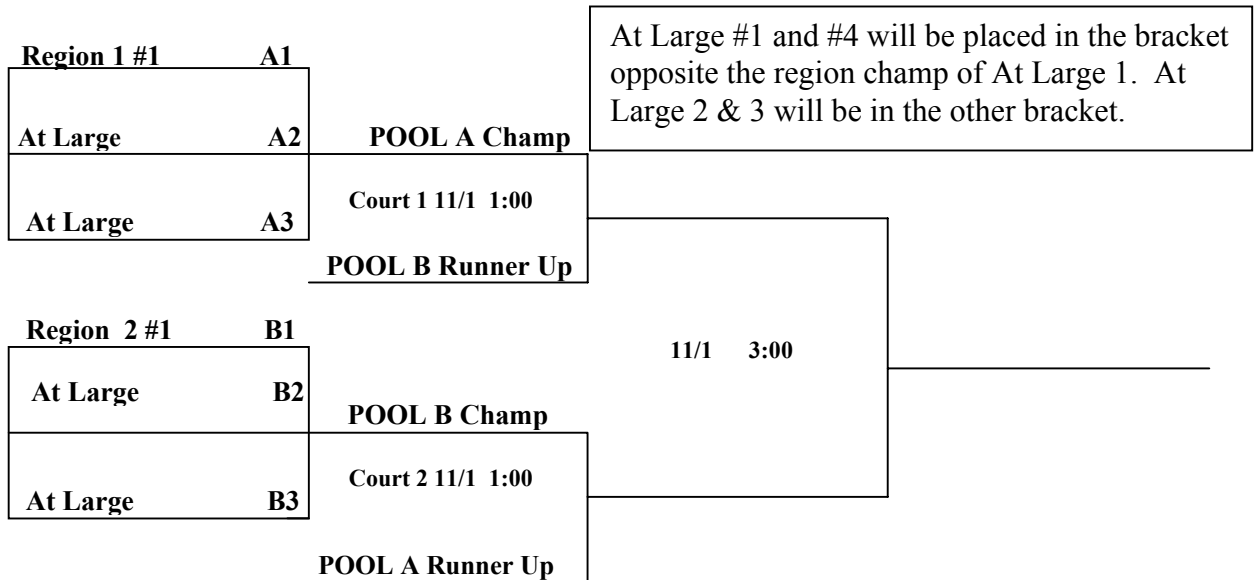 At Large #1 and #4 will be placed in the bracket
opposite the region champ of At Large 1. At
Large 2 & 3 will be in the other bracket.
Region 1 #1 A1
At Large A2
POOL A Champ
At Large A3
Court 1 11/1 1:00
POOL B Runner Up
Region 2 #1 B1
11/1 3:00
At Large B2
POOL B Champ
Court 2 11/1 1:00
At Large B3
POOL A Runner Up